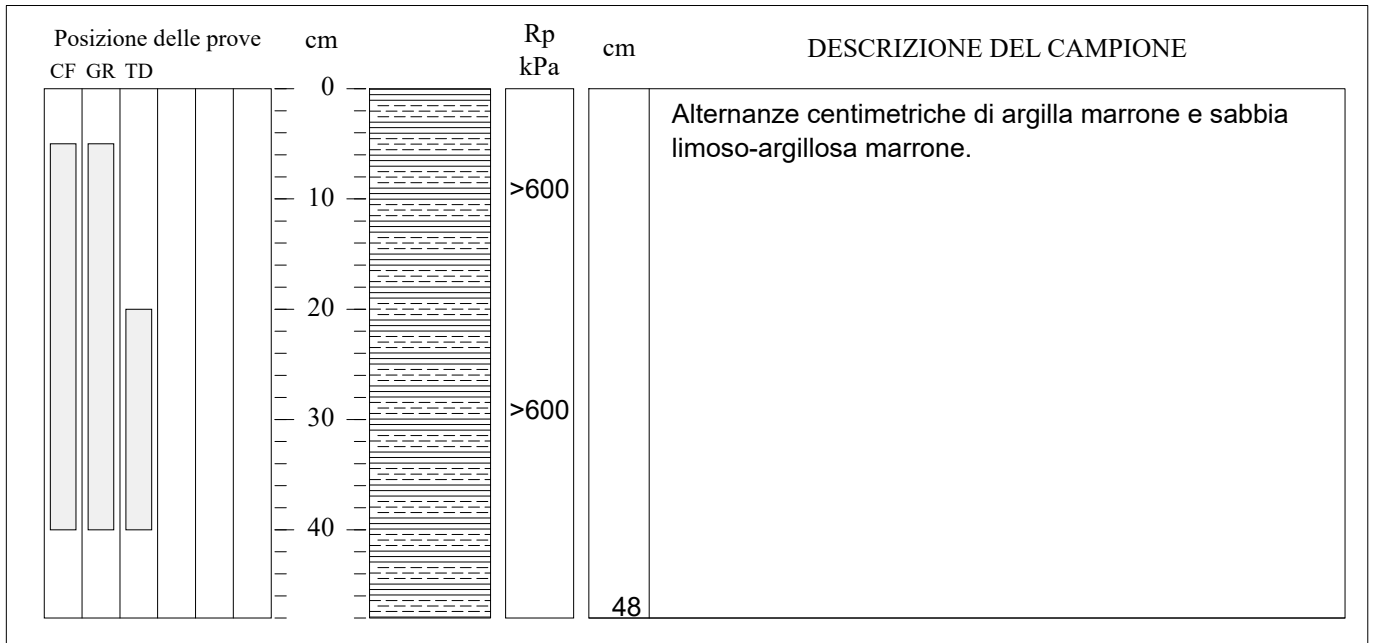 Posizione delle prove cm Rp kPa cm DESCRIZIONE DEL CAMPIONE
CF GR TD
0
Alternanze centimetriche di argilla marrone e sabbia
limoso-argillosa marrone.
10 >600
20
30 >600
40
48